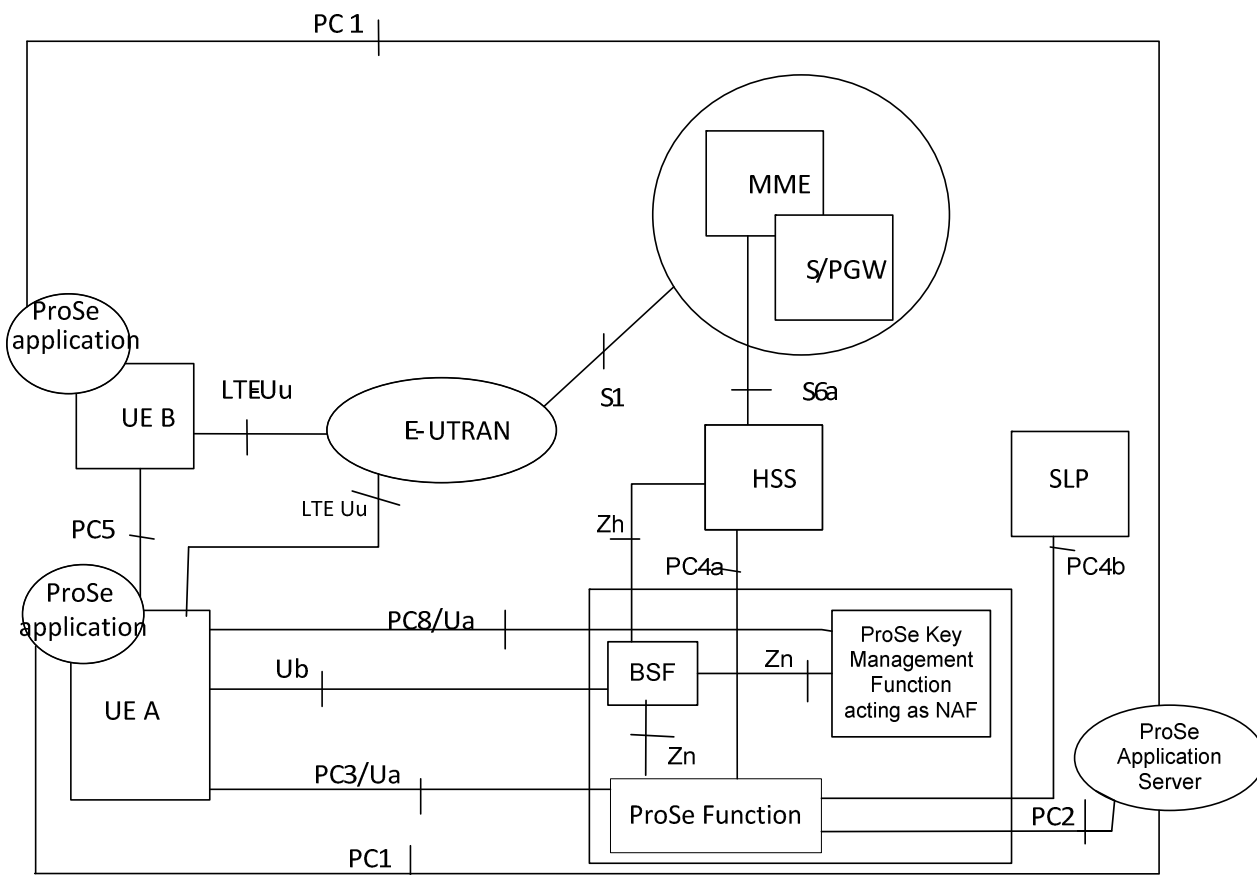 PC 1
MME
S/PGW
ProSe
application
LTE-Uu
S1
S6a
UE B
E-UTRAN
HSS
SLP
LTE Uu
PC5
Zh
PC4a
PC4b
ProSe
application
PC8/Ua
ProSe Key
Management
Function
acting as NAF
Ub
BSF
Zn
UE A
Zn
ProSe
Application
Server
PC3/Ua
ProSe Function
PC2
PC1